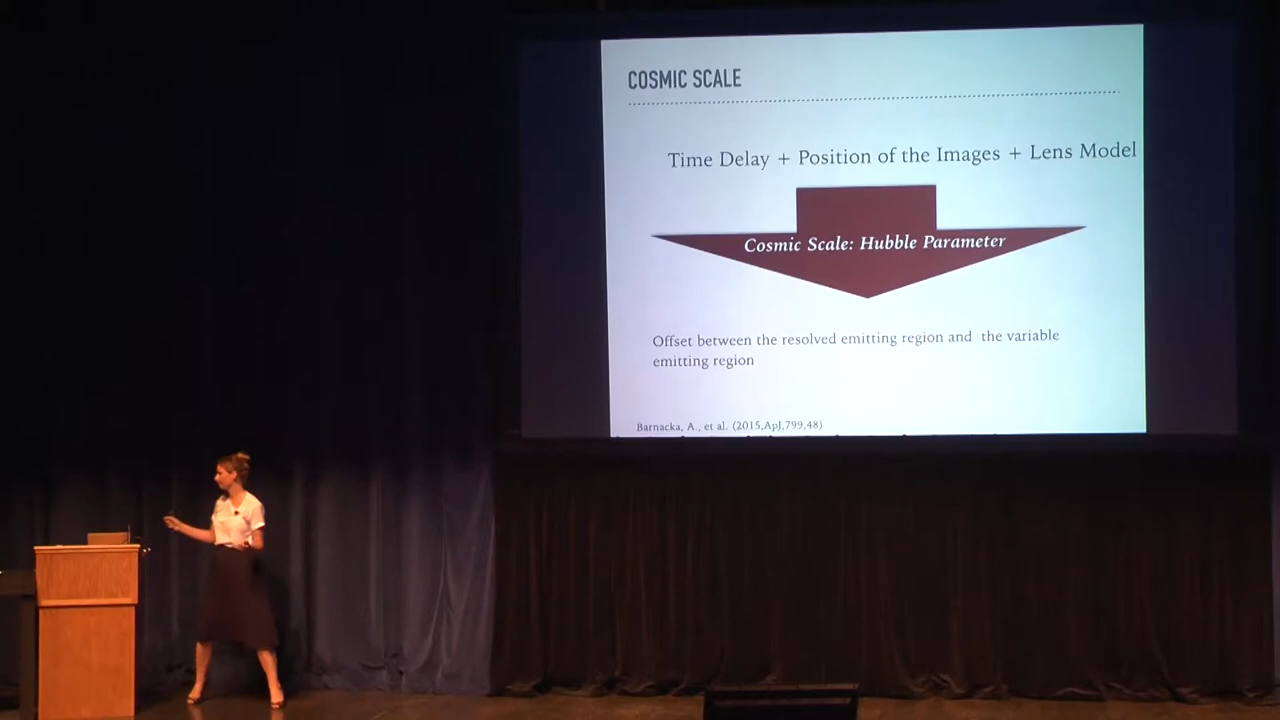 COSMIC SCALE
Time Delay + Position of the Images + Lens Model
Cosmic Scale: Hubble Parameter
Offset between the resolved emitting region and the variable
emitting region
Barnacka, A., et al. (2015,ApJ,799,48)